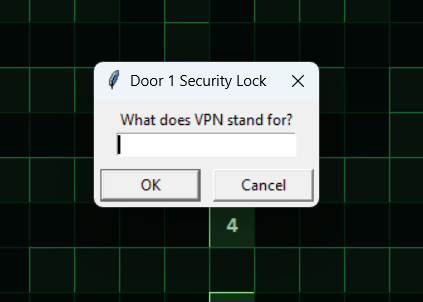 Door 1 Security Lock
What does VPN stand for?
OK
Cancel
4